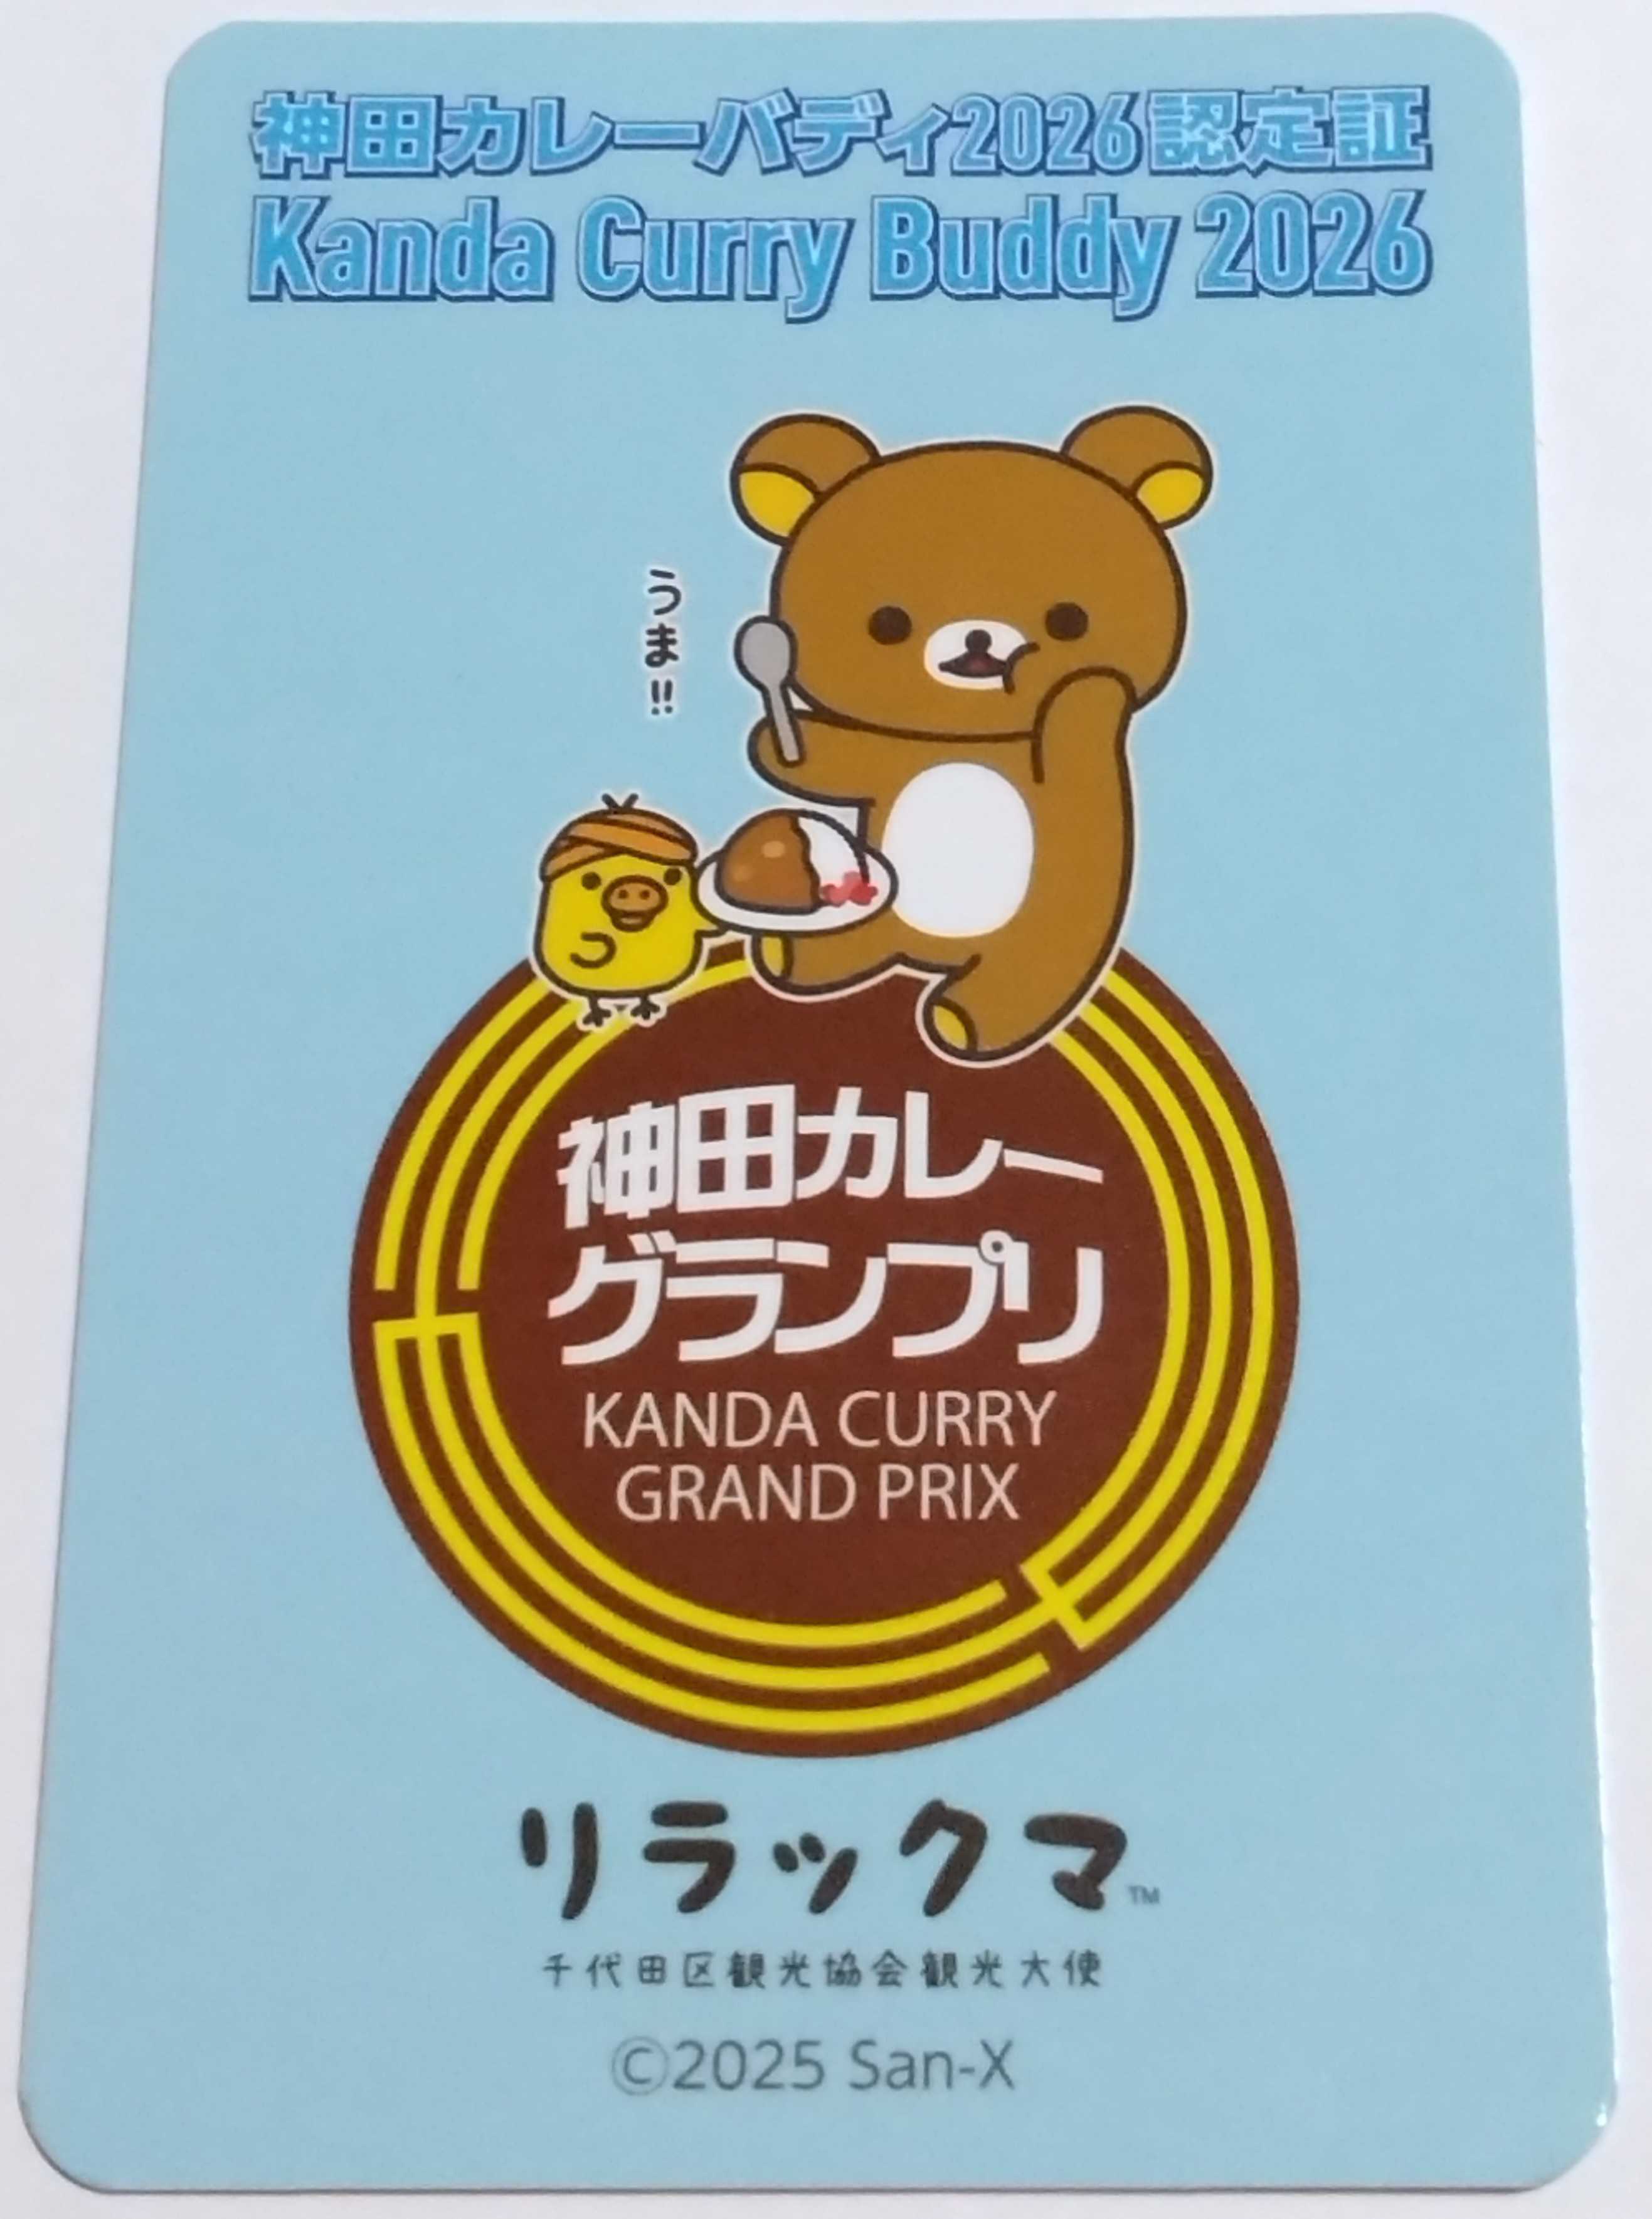 神田カレーバディ2026認定証
Kanda Curry Buddy 2026
うま!!
神田カレー
グランプリ
KANDA CURRY
GRAND PRIX
リラックマ™
千代田区観光協会観光大使
©2025 San-X